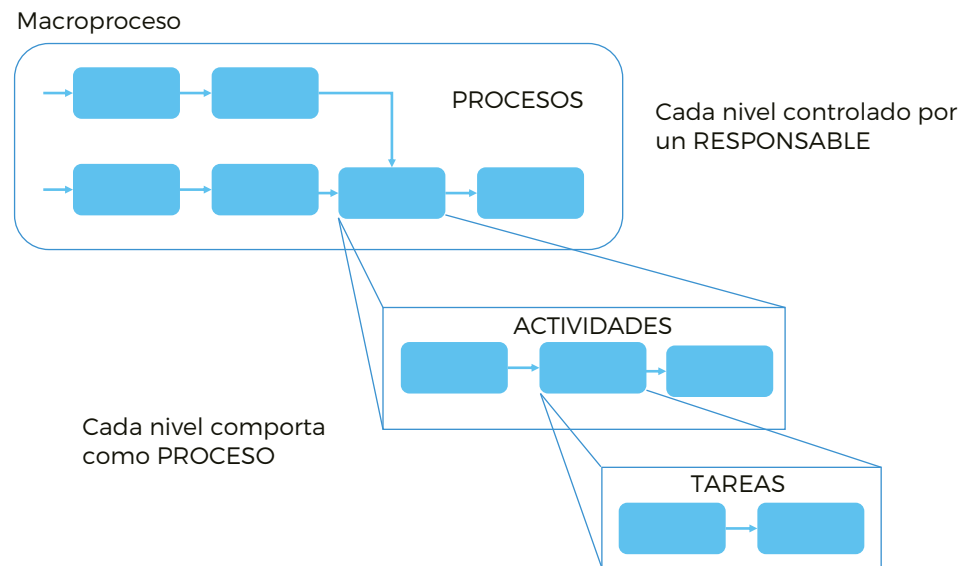 Macroproceso
PROCESOS
Cada nivel controlado por
un RESPONSABLE
ACTIVIDADES
Cada nivel comporta
como PROCESO
TAREAS